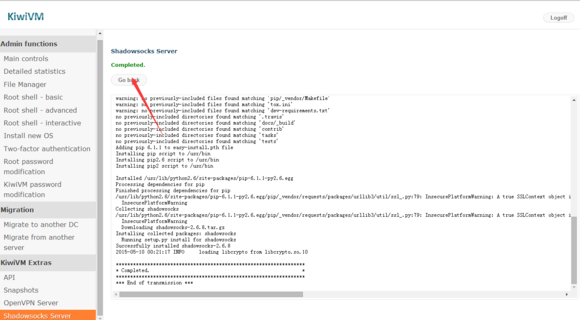 KiwiVM
Logoff
Admin functions
Main controls
Detailed statistics
File Manager
Root shell - basic
Root shell - advanced
Root shell - interactive
Install new OS
Two-factor authentication
Root password
modification
KiwiVM password
modification
Migration
Migrate to another DC
Migrate from another
server
KiwiVM Extras
API
Snapshots
OpenVPN Server
Shadowsocks Server
Shadowsocks Server
Completed.
Go back
warning: no previously-included files found matching 'pip/_vendor/Makefile'
warning: no previously-included files found matching 'tox.ini'
warning: no previously-included files found matching 'dev-requirements.txt'
no previously-included directories found matching '.travis'
no previously-included directories found matching 'docs/_build'
no previously-included directories found matching 'contrib'
no previously-included directories found matching 'tasks'
no previously-included directories found matching 'tests'
Adding pip 6.1.1 to easy-install.pth file
Installing pip script to /usr/bin
Installing pip2.6 script to /usr/bin
Installing pip2 script to /usr/bin
Installed /usr/lib/python2.6/site-packages/pip-6.1.1-py2.6.egg
Processing dependencies for pip
Finished processing dependencies for pip
/usr/lib/python2.6/site-packages/pip-6.1.1-py2.6.egg/pip/_vendor/requests/packages/urllib3/util/ssl_.py:79: InsecurePlatformWarning: A true SSLContext object i
InsecurePlatformWarning
Collecting shadowsocks
/usr/lib/python2.6/site-packages/pip-6.1.1-py2.6.egg/pip/_vendor/requests/packages/urllib3/util/ssl_.py:79: InsecurePlatformWarning: A true SSLContext object i
InsecurePlatformWarning
Downloading shadowsocks-2.6.8.tar.gz
Installing collected packages: shadowsocks
Running setup.py install for shadowsocks
Successfully installed shadowsocks-2.6.8
2015-05-10 00:21:17 INFO loading libcrypto from libcrypto.so.10
* Completed. *
*** End of transmission ***